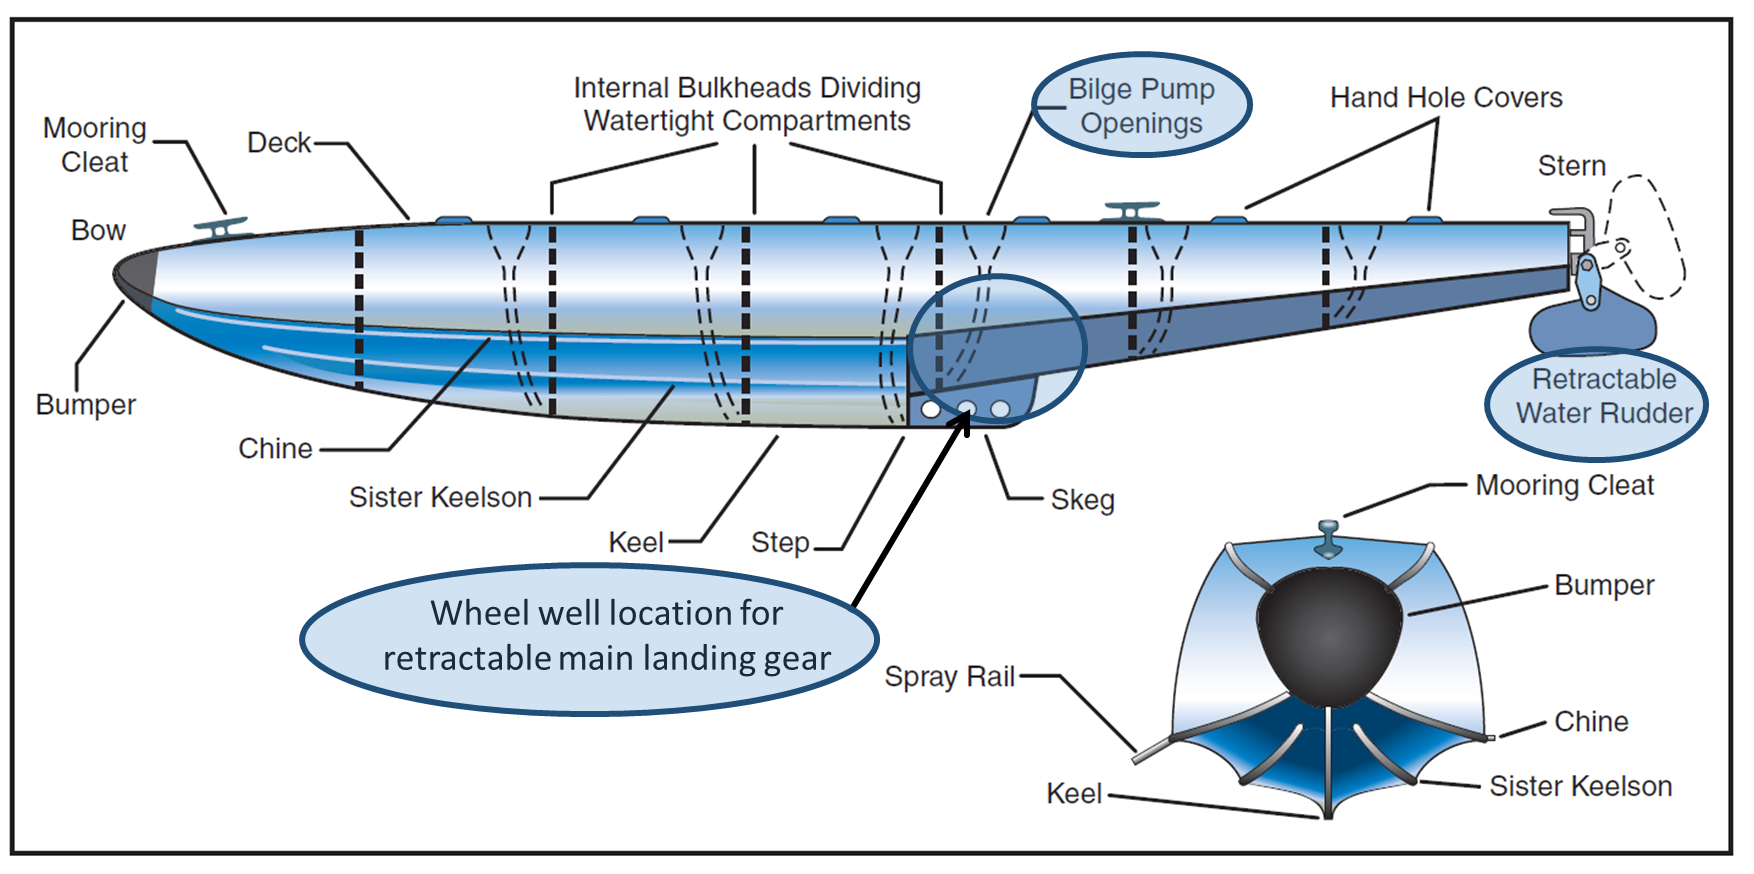 Internal Bulkheads Dividing
Watertight Compartments
Bilge Pump
Openings
Hand Hole Covers
Mooring
Cleat
Deck
Stern
Bow
Bumper
Retractable
Water Rudder
Chine
Sister Keelson
Keel
Step
Skeg
Mooring Cleat
Wheel well location for
retractable main landing gear
Bumper
Spray Rail
Chine
Keel
Sister Keelson